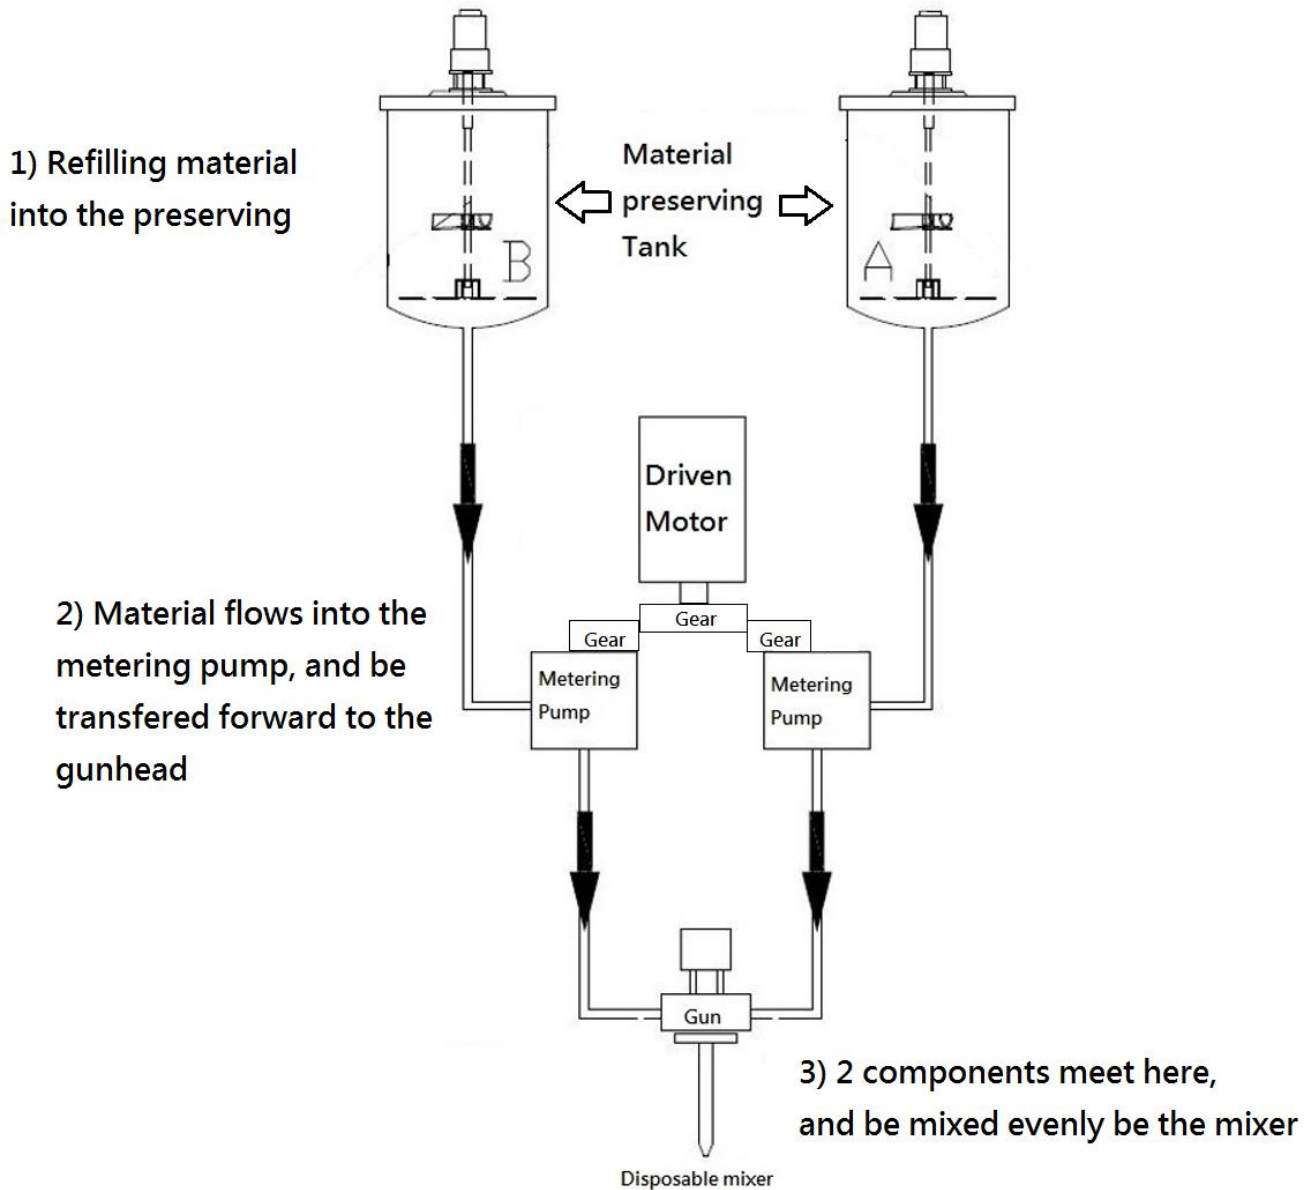 1) Refilling material
into the preserving
Material
preserving
Tank
B
A
Driven
Motor
Gear
Gear
Gear
2) Material flows into the
metering pump, and be
transfered forward to the
gunhead
Metering
Pump
Metering
Pump
Gun
3) 2 components meet here,
and be mixed evenly be the mixer
Disposable mixer